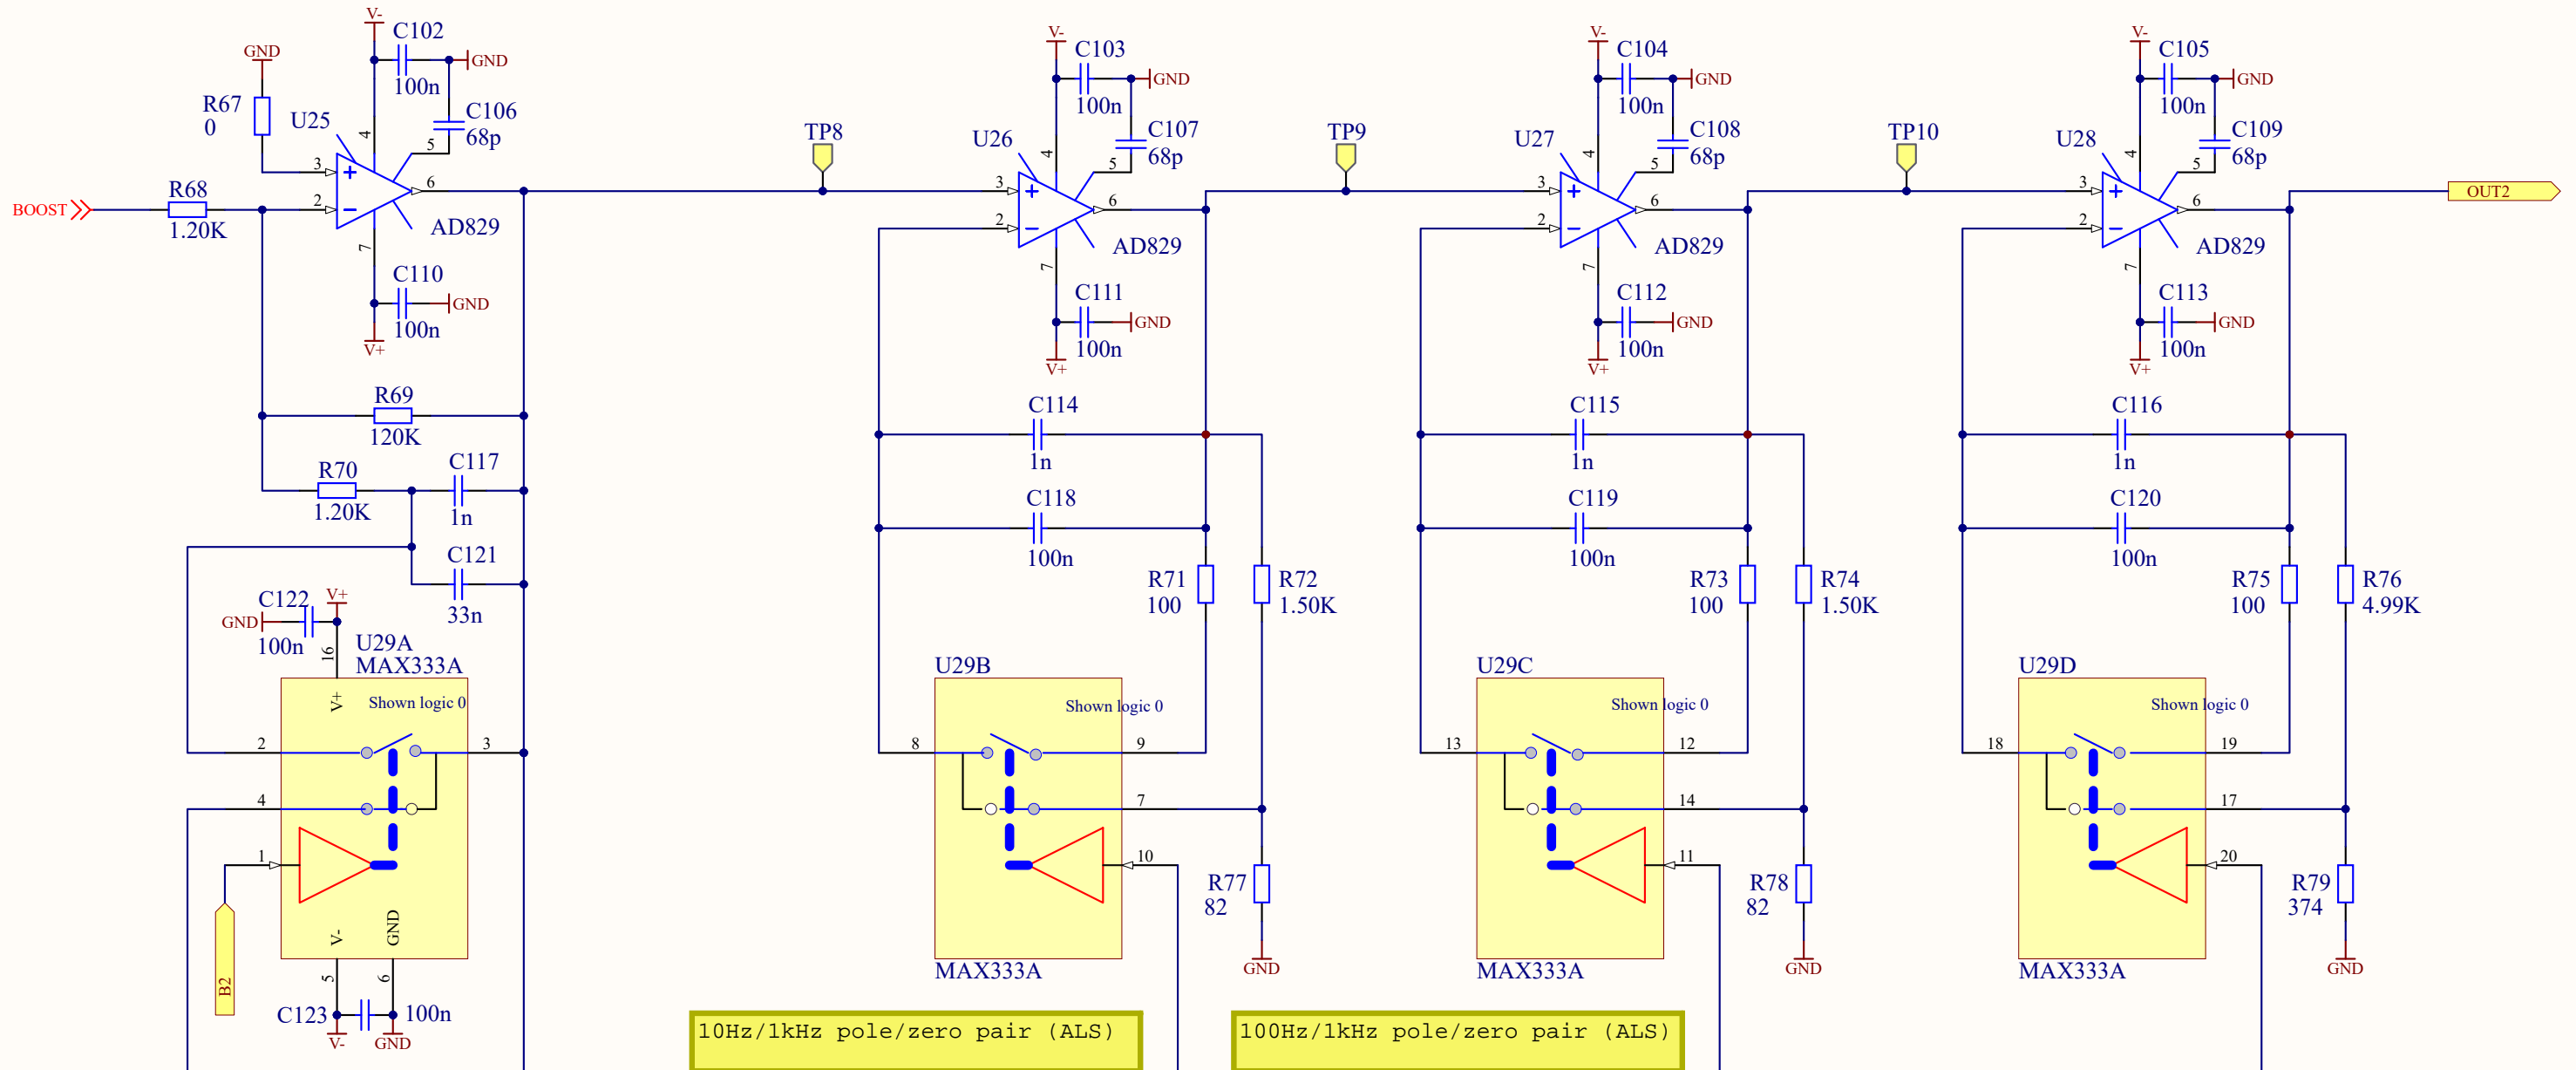 V-
C102
GND
100n
GND
R67
0
U25
C106
68p
4
5
3
6
2
BOOST
R68
1.20K
AD829
7
C110
GND
100n
V+
R69
120K
R70
1.20K
C117
1n
C121
33n
C122
V+
GND
100n
16
U29A
MAX333A
V+
Shown logic 0
2
3
4
1
B2
V-
GND
5
6
C123
100n
V-
GND
TP8
V-
C103
GND
100n
U26
C107
68p
4
5
3
6
2
AD829
7
C111
GND
100n
V+
C114
1n
C118
100n
R71
100
R72
1.50K
U29B
Shown logic 0
8
9
7
10
R77
82
GND
MAX333A
10Hz/1kHz pole/zero pair (ALS)
TP9
V-
C104
GND
100n
U27
C108
68p
4
5
3
6
2
AD829
7
C112
GND
100n
V+
C115
1n
C119
100n
R73
100
R74
1.50K
U29C
Shown logic 0
13
12
14
11
R78
82
GND
MAX333A
100Hz/1kHz pole/zero pair (ALS)
TP10
V-
C105
GND
100n
U28
C109
68p
4
5
3
6
2
OUT2
AD829
7
C113
GND
100n
V+
C116
1n
C120
100n
R75
100
R76
4.99K
U29D
Shown logic 0
18
19
17
20
R79
374
GND
MAX333A